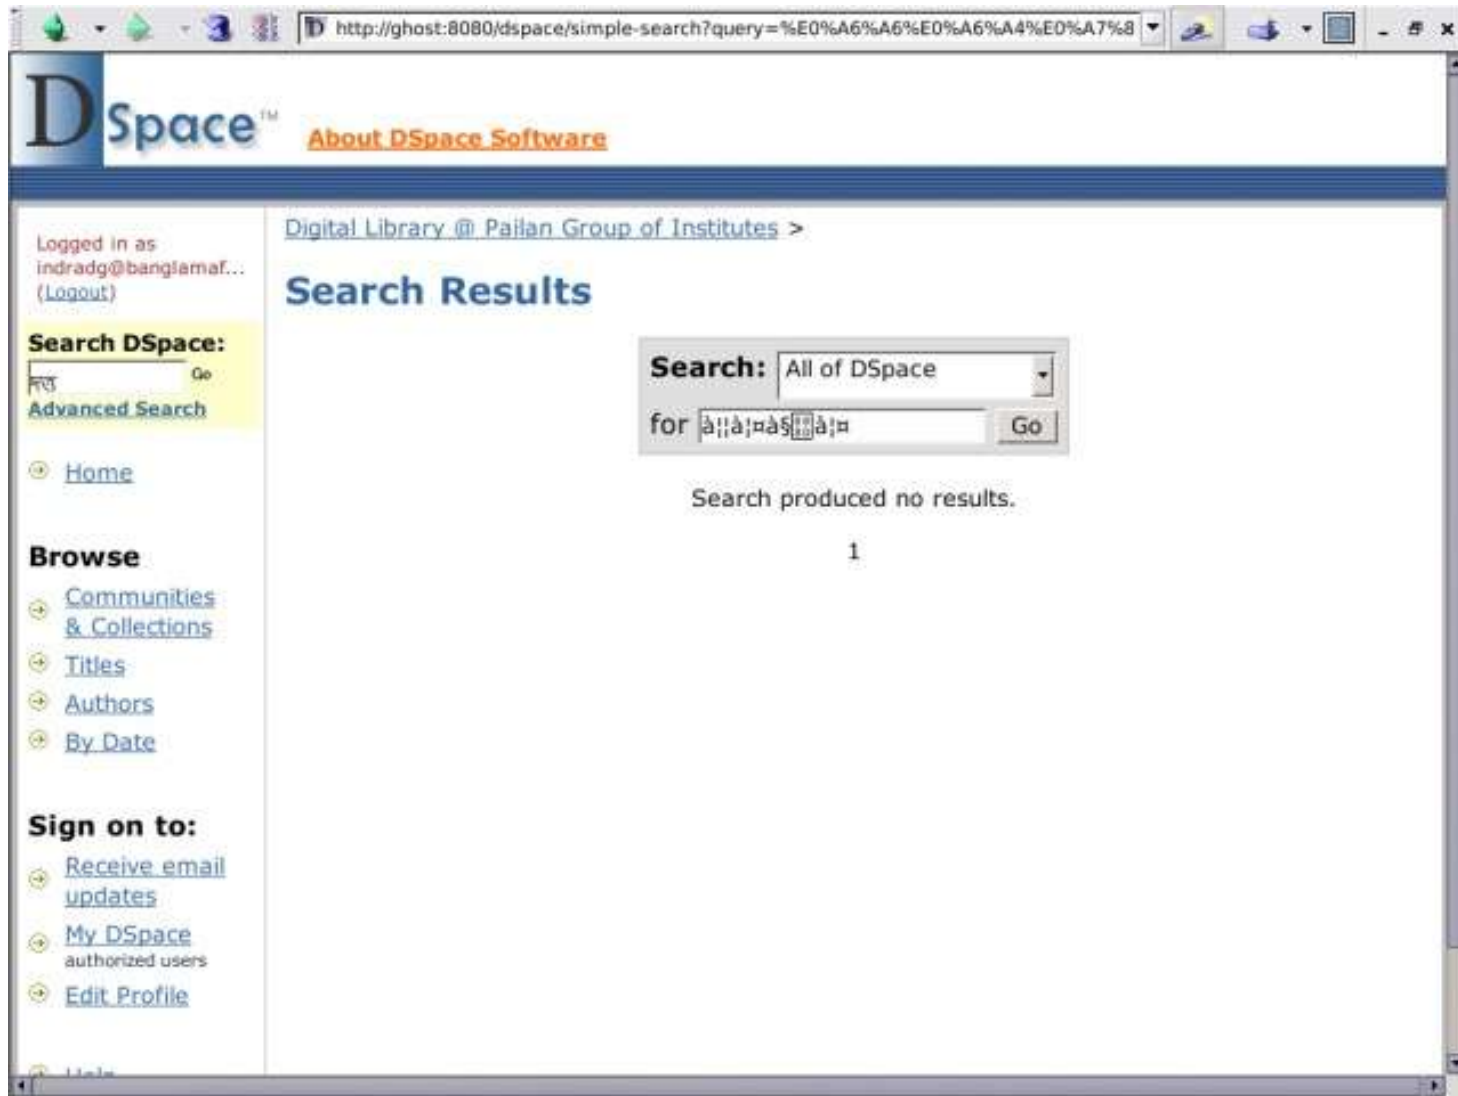 http://ghost:8080/dspace/simple-search?query=%E0%A6%A6%E0%A6%A4%E0%A7%8
DSpace™ About DSpace Software
Logged in as
indradg@banglamaf...
(Logout)
Search DSpace:
দত্ত Go
Advanced Search
Home
Browse
Communities
& Collections
Titles
Authors
By Date
Sign on to:
Receive email
updates
My DSpace
authorized users
Edit Profile
Help
Digital Library @ Pailan Group of Institutes >
Search Results
Search: All of DSpace
for à¦¦à¦¤à§à¦¤ Go
Search produced no results.
1